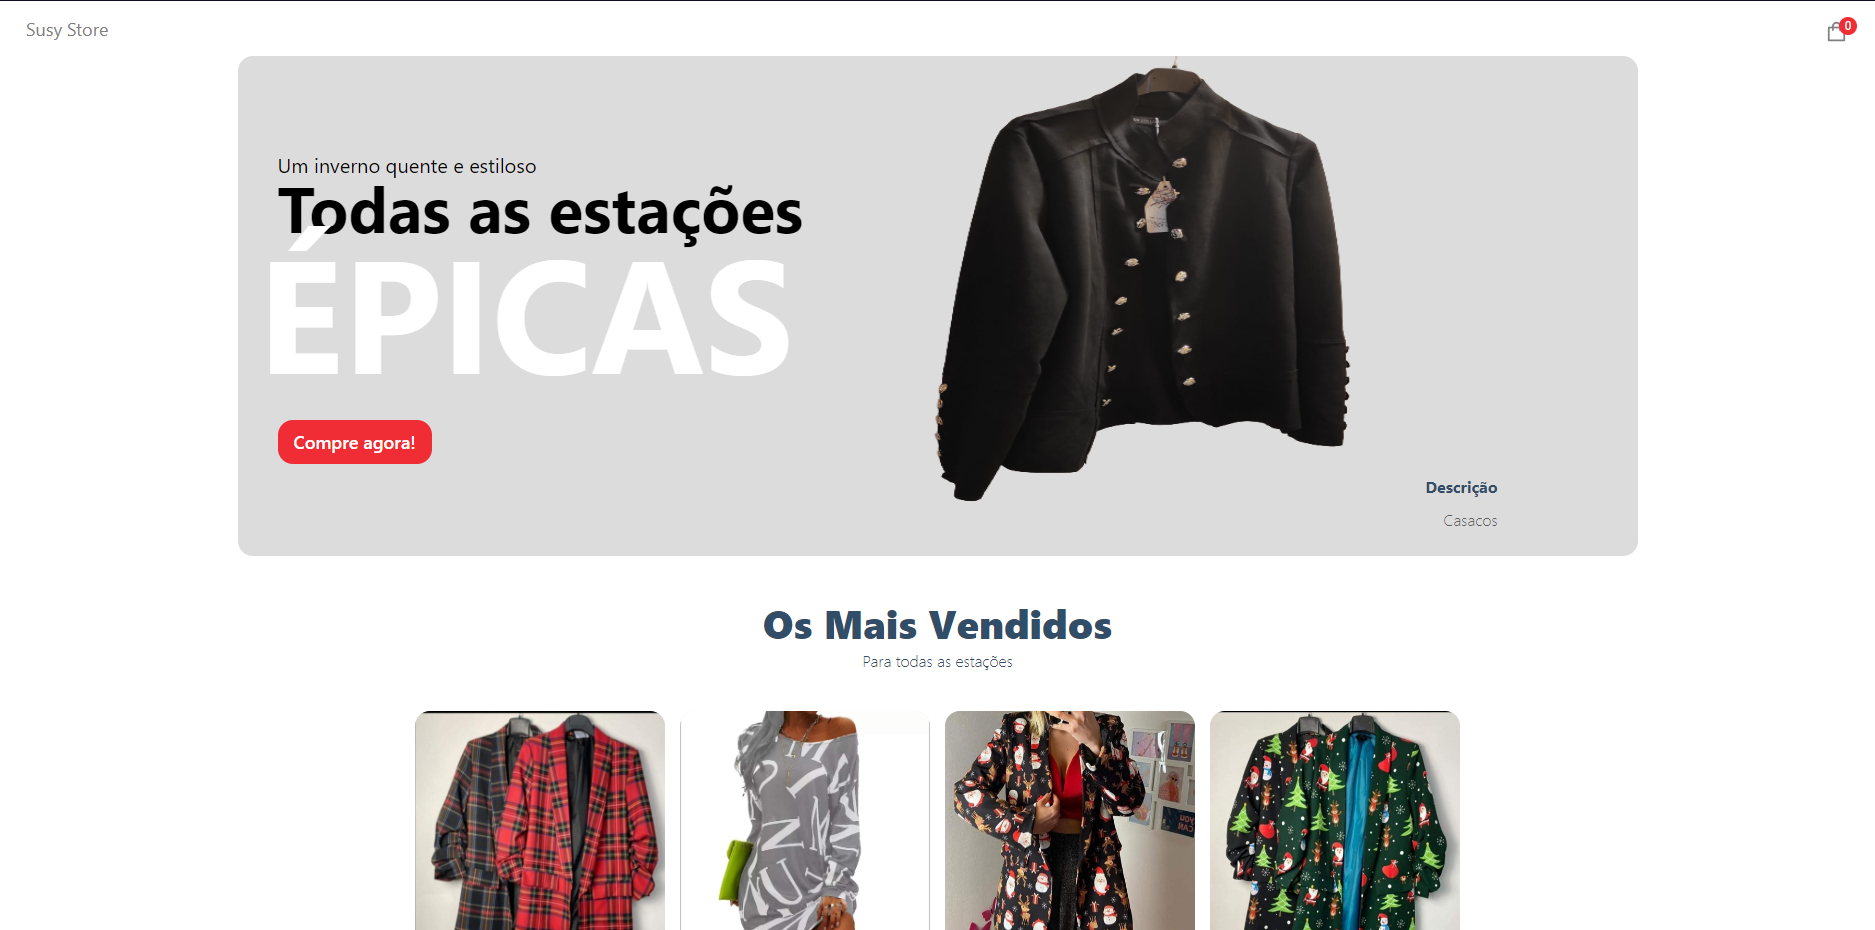 Susy Store
0
Um inverno quente e estiloso
Todas as estações
ÉPICAS
Compre agora!
Descrição
Casacos
Os Mais Vendidos
Para todas as estações